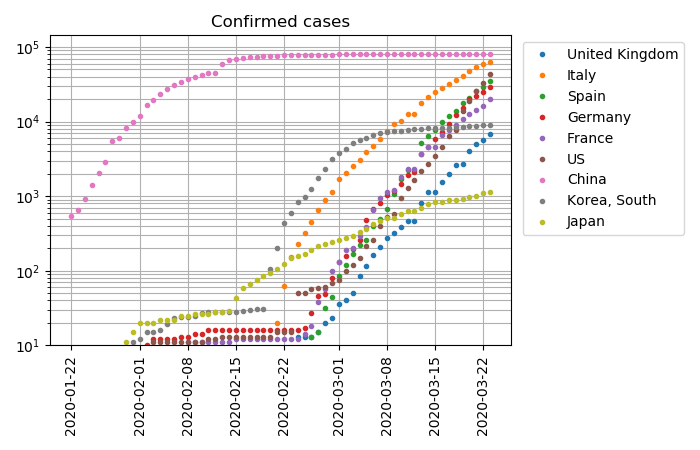 Confirmed cases
10^5
10^4
10^3
10^2
10^1
2020-01-22
2020-02-01
2020-02-08
2020-02-15
2020-02-22
2020-03-01
2020-03-08
2020-03-15
2020-03-22
United Kingdom
Italy
Spain
Germany
France
US
China
Korea, South
Japan